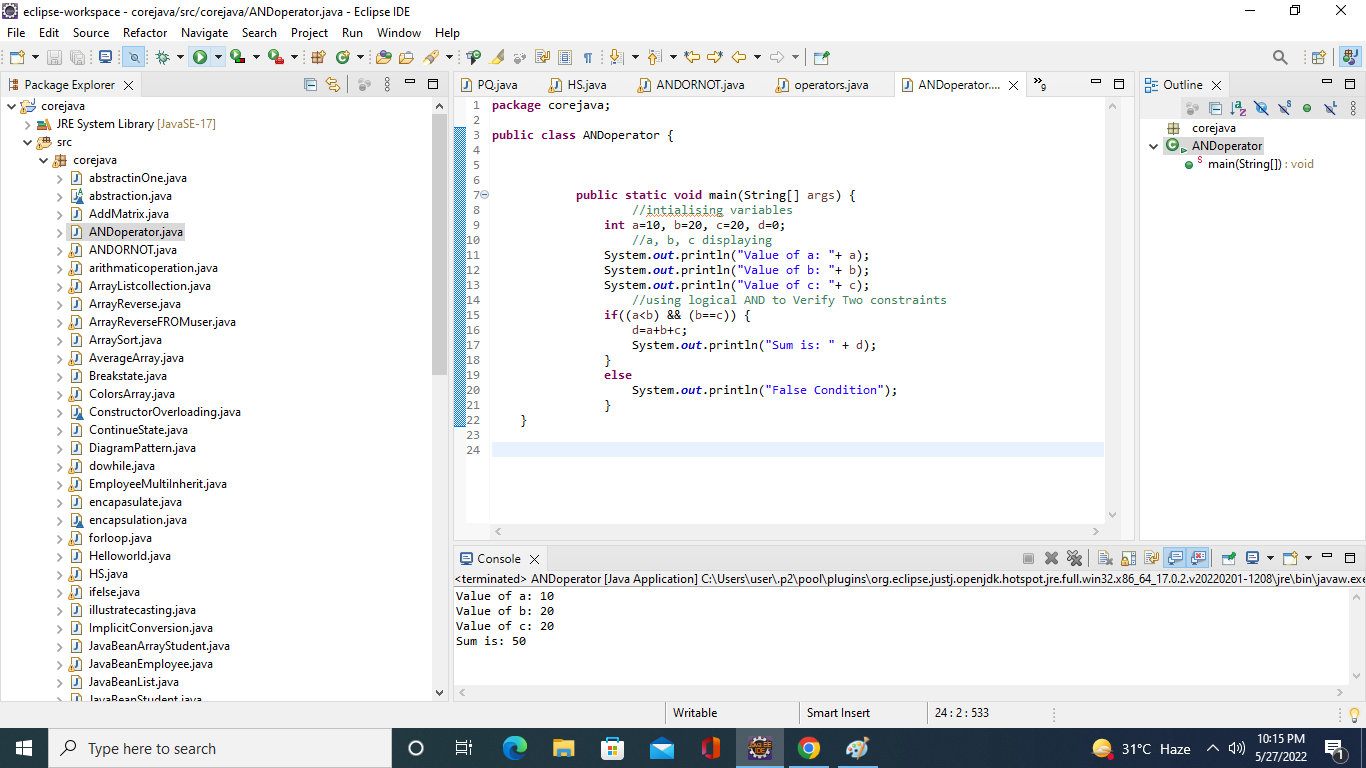 eclipse-workspace - corejava/src/corejava/ANDoperator.java - Eclipse IDE
File Edit Source Refactor Navigate Search Project Run Window Help
Package Explorer
corejava
JRE System Library [JavaSE-17]
src
corejava
abstractinOne.java
abstraction.java
AddMatrix.java
ANDoperator.java
ANDORNOT.java
arithmaticoperation.java
ArrayListcollection.java
ArrayReverse.java
ArrayReverseFROMuser.java
ArraySort.java
AverageArray.java
Breakstate.java
ColorsArray.java
ConstructorOverloading.java
ContinueState.java
DiagramPattern.java
dowhile.java
EmployeeMultiInherit.java
encapasulate.java
encapsulation.java
forloop.java
Helloworld.java
HS.java
ifelse.java
illustratecasting.java
ImplicitConversion.java
JavaBeanArrayStudent.java
JavaBeanEmployee.java
JavaBeanList.java
JavaBeanStudent.java
PQ.java HS.java ANDORNOT.java operators.java ANDoperator.... 9
1 package corejava;
2
3 public class ANDoperator {
4
5
6
7 public static void main(String[] args) {
8 //intialising variables
9 int a=10, b=20, c=20, d=0;
10 //a, b, c displaying
11 System.out.println("Value of a: "+ a);
12 System.out.println("Value of b: "+ b);
13 System.out.println("Value of c: "+ c);
14 //using logical AND to Verify Two constraints
15 if((a<b) && (b==c)) {
16 d=a+b+c;
17 System.out.println("Sum is: " + d);
18 }
19 else
20 System.out.println("False Condition");
21 }
22 }
23
24
Outline
corejava
ANDoperator
main(String[]) : void
Console
<terminated> ANDoperator [Java Application] C:\Users\user\.p2\pool\plugins\org.eclipse.justj.openjdk.hotspot.jre.full.win32.x86_64_17.0.2.v20220201-1208\jre\bin\javaw.exe
Value of a: 10
Value of b: 20
Value of c: 20
Sum is: 50
Writable Smart Insert 24 : 2 : 533
Type here to search
31°C Haze
10:15 PM
5/27/2022
1